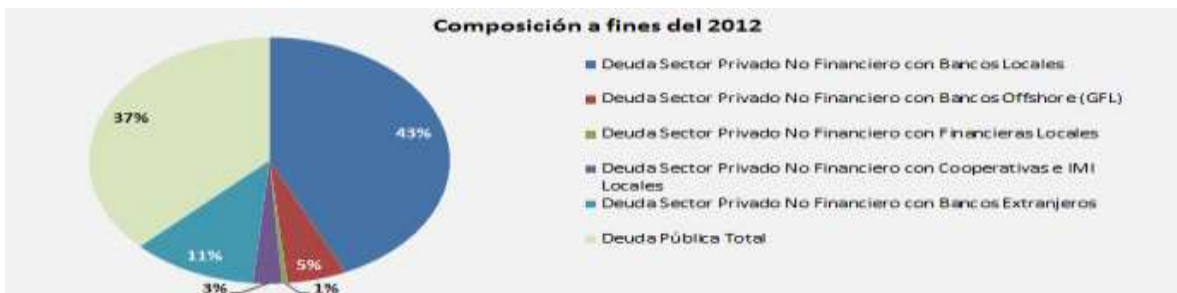 Composición a fines del 2012
Deuda Sector Privado No Financiero con Bancos Locales
Deuda Sector Privado No Financiero con Bancos Offshore (GFL)
Deuda Sector Privado No Financiero con Financieras Locales
Deuda Sector Privado No Financiero con Cooperativas e IMI
Locales
Deuda Sector Privado No Financiero con Bancos Extranjeros
Deuda Pública Total
37%
43%
11%
5%
3%
1%